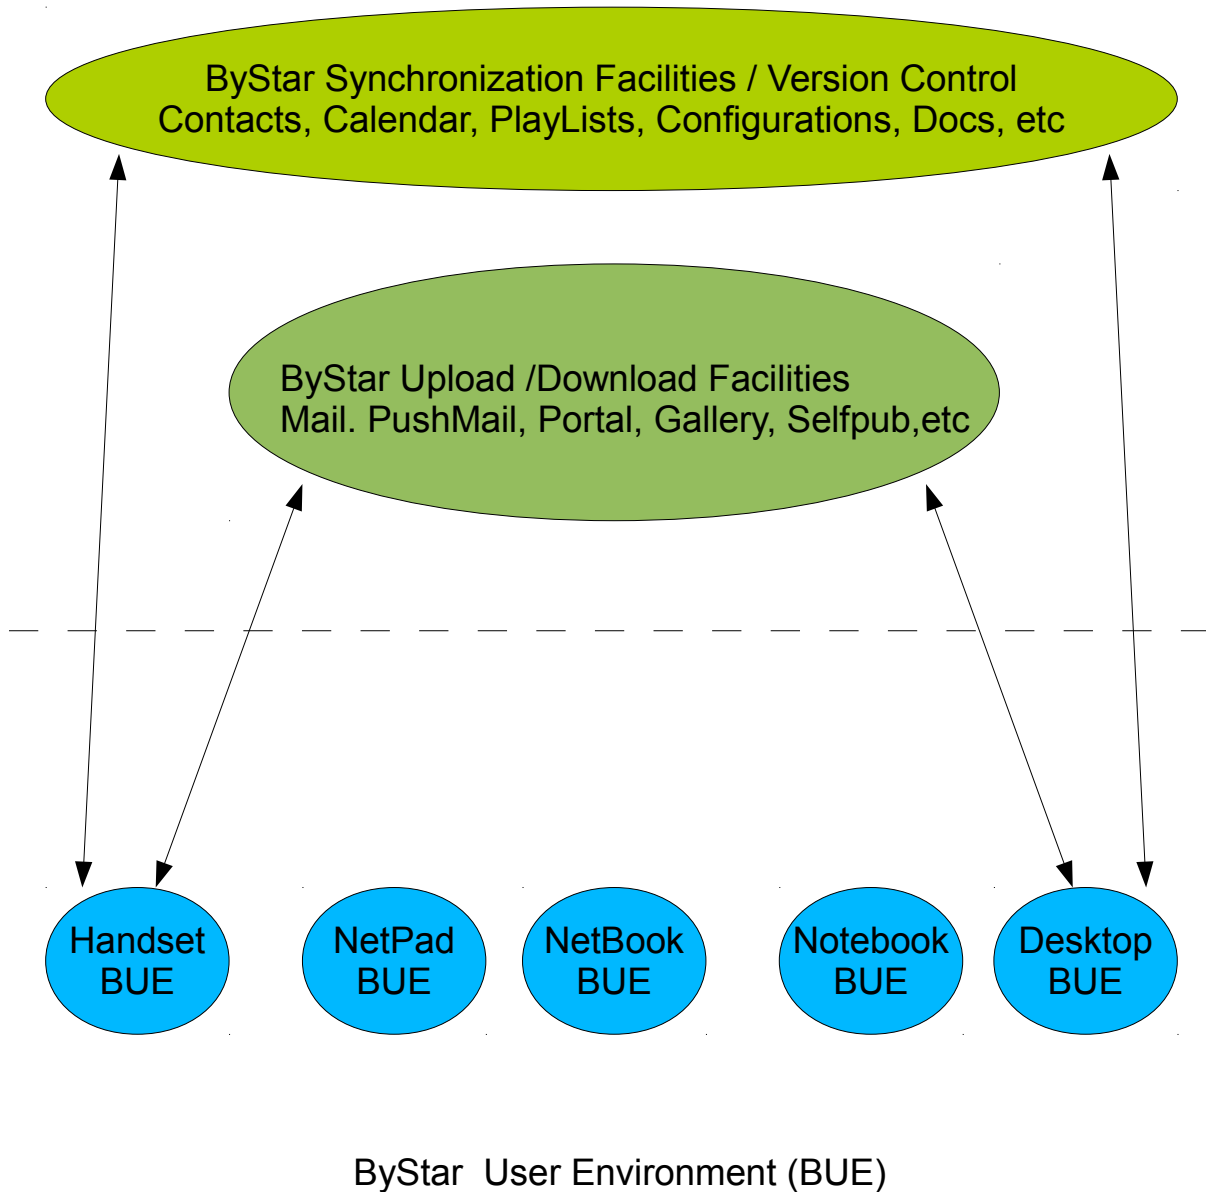 ByStar Synchronization Facilities / Version Control
Contacts, Calendar, PlayLists, Configurations, Docs, etc
ByStar Upload /Download Facilities
Mail. PushMail, Portal, Gallery, Selfpub,etc
Handset
BUE
NetPad
BUE
NetBook
BUE
Notebook
BUE
Desktop
BUE
ByStar  User Environment (BUE)